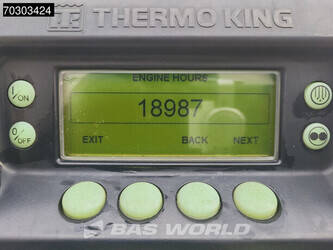 70303424
THERMO KING
ENGINE HOURS
I/ON
18987
O/OFF
EXIT BACK NEXT
BAS WORLD